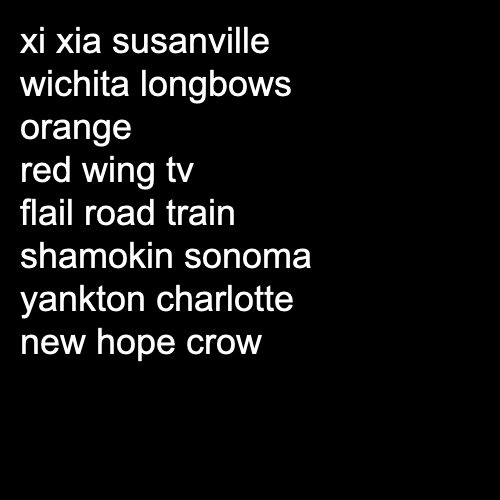 xi xia susanville
wichita longbows
orange
red wing tv
flail road train
shamokin sonoma
yankton charlotte
new hope crow